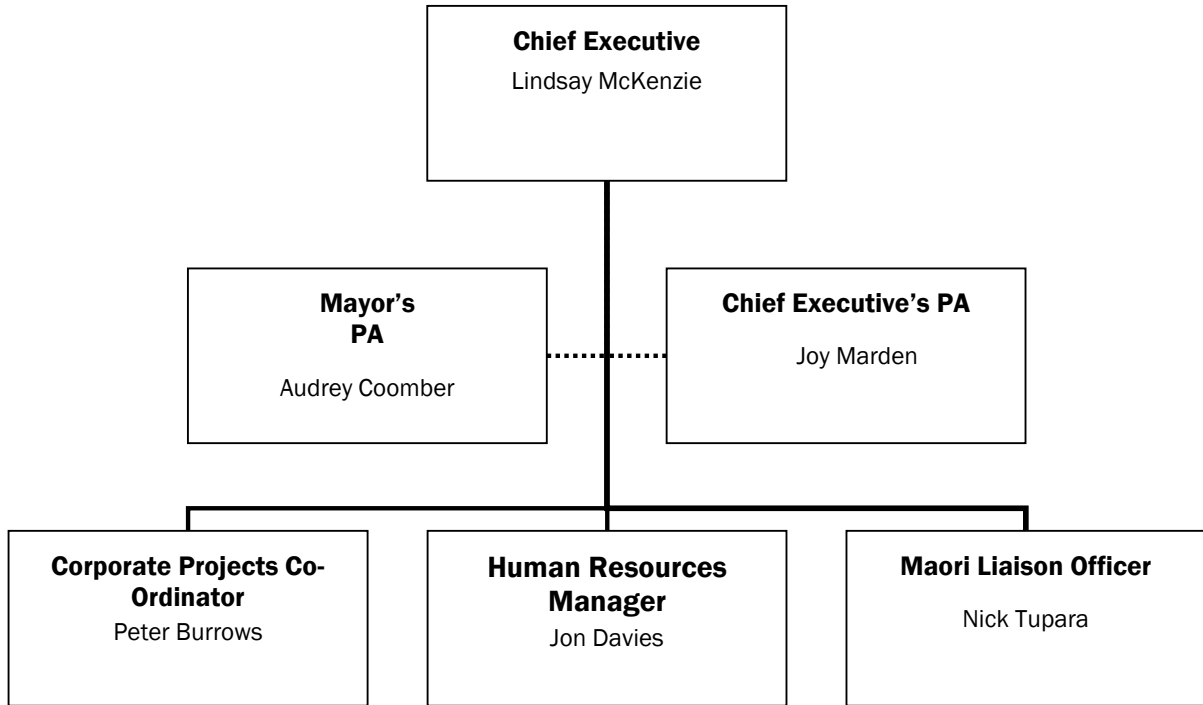 Chief Executive
Lindsay McKenzie
Mayor’s
PA
Audrey Coomber
Chief Executive’s PA
Joy Marden
Corporate Projects Co-
Ordinator
Peter Burrows
Human Resources
Manager
Jon Davies
Maori Liaison Officer
Nick Tupara